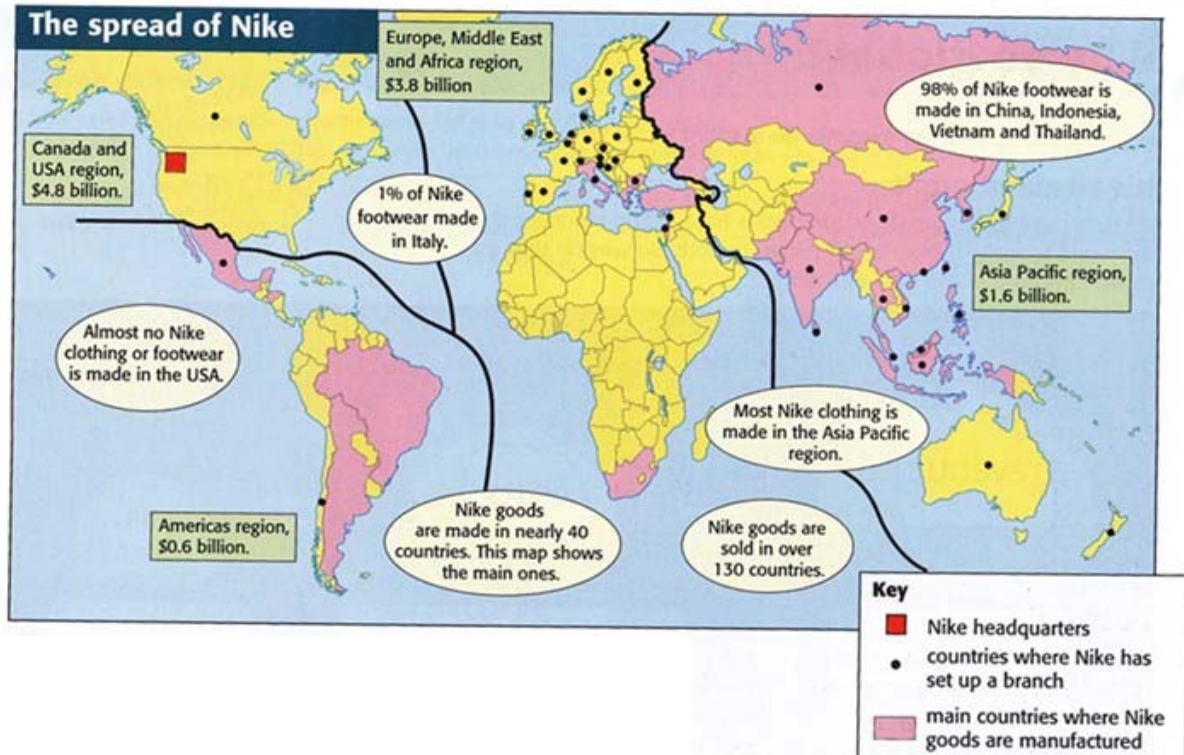 The spread of Nike
Europe, Middle East
and Africa region,
$3.8 billion
98% of Nike footwear is
made in China, Indonesia,
Vietnam and Thailand.
Canada and
USA region,
$4.8 billion.
1% of Nike
footwear made
in Italy.
Asia Pacific region,
$1.6 billion.
Almost no Nike
clothing or footwear
is made in the USA.
Most Nike clothing is
made in the Asia Pacific
region.
Americas region,
$0.6 billion.
Nike goods
are made in nearly 40
countries. This map shows
the main ones.
Nike goods are
sold in over
130 countries.
Key
Nike headquarters
countries where Nike has
set up a branch
main countries where Nike
goods are manufactured